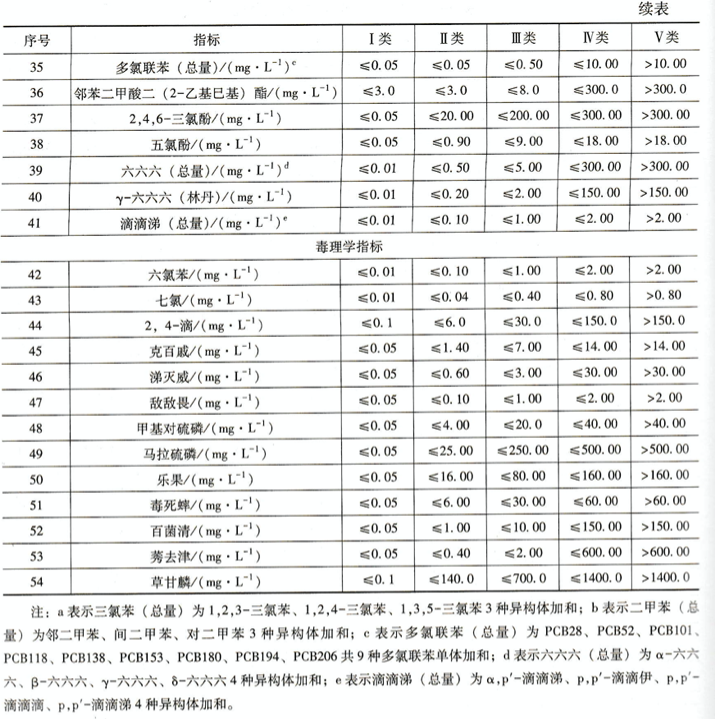 续表
序号 指标 Ⅰ类 Ⅱ类 Ⅲ类 Ⅳ类 Ⅴ类
35 多氯联苯（总量）/(mg·L⁻¹)ᶜ ≤0.05 ≤0.05 ≤0.50 ≤10.00 >10.00
36 邻苯二甲酸二（2-乙基已基）酯/(mg·L⁻¹) ≤3.0 ≤3.0 ≤8.0 ≤300.0 >300.0
37 2,4,6-三氯酚/(mg·L⁻¹) ≤0.05 ≤20.00 ≤200.00 ≤300.00 >300.00
38 五氯酚/(mg·L⁻¹) ≤0.05 ≤0.90 ≤9.00 ≤18.00 >18.00
39 六六六（总量）/(mg·L⁻¹)ᵈ ≤0.01 ≤0.50 ≤5.00 ≤300.00 >300.00
40 γ-六六六（林丹)/(mg·L⁻¹) ≤0.01 ≤0.20 ≤2.00 ≤150.00 >150.00
41 滴滴涕（总量）/(mg·L⁻¹)ᵉ ≤0.01 ≤0.10 ≤1.00 ≤2.00 >2.00
毒理学指标
42 六氯苯/(mg·L⁻¹) ≤0.01 ≤0.10 ≤1.00 ≤2.00 >2.00
43 七氯/(mg·L⁻¹) ≤0.01 ≤0.04 ≤0.40 ≤0.80 >0.80
44 2，4-滴/(mg·L⁻¹) ≤0.1 ≤6.0 ≤30.0 ≤150.0 >150.0
45 克百戚/(mg·L⁻¹) ≤0.05 ≤1.40 ≤7.00 ≤14.00 >14.00
46 涕灭威/(mg·L⁻¹) ≤0.05 ≤0.60 ≤3.00 ≤30.00 >30.00
47 敌敌畏/(mg·L⁻¹) ≤0.05 ≤0.10 ≤1.00 ≤2.00 >2.00
48 甲基对硫磷/(mg·L⁻¹) ≤0.05 ≤4.00 ≤20.0 ≤40.00 >40.00
49 马拉硫磷/(mg·L⁻¹) ≤0.05 ≤25.00 ≤250.00 ≤500.00 >500.00
50 乐果/(mg·L⁻¹) ≤0.05 ≤16.00 ≤80.00 ≤160.00 >160.00
51 毒死蜱/(mg·L⁻¹) ≤0.05 ≤6.00 ≤30.00 ≤60.00 >60.00
52 百菌清/(mg·L⁻¹) ≤0.05 ≤1.00 ≤10.00 ≤150.00 >150.00
53 莠去津/(mg·L⁻¹) ≤0.05 ≤0.40 ≤2.00 ≤600.00 >600.00
54 草甘麟/(mg·L⁻¹) ≤0.1 ≤140.0 ≤700.0 ≤1400.0 >1400.0
注：a表示三氯苯（总量）为1,2,3-三氯苯、1,2,4-三氯苯、1,3,5-三氯苯3种异构体加和；b表示二甲苯（总
量）为邻二甲苯、间二甲苯、对二甲苯3种异构体加和；c表示多氯联苯（总量）为PCB28、PCB52、PCB101、
PCB118、PCB138、PCB153、PCB180、PCB194、PCB206共9种多氯联苯单体加和；d表示六六六（总量）为α-六六
六、β-六六六、γ-六六六、δ-六六六4种异构体加和；e表示滴滴涕（总量）为α,p′-滴滴涕、p,p′-滴滴伊、p,p′-
滴滴滴、p,p′-滴滴涕4种异构体加和。